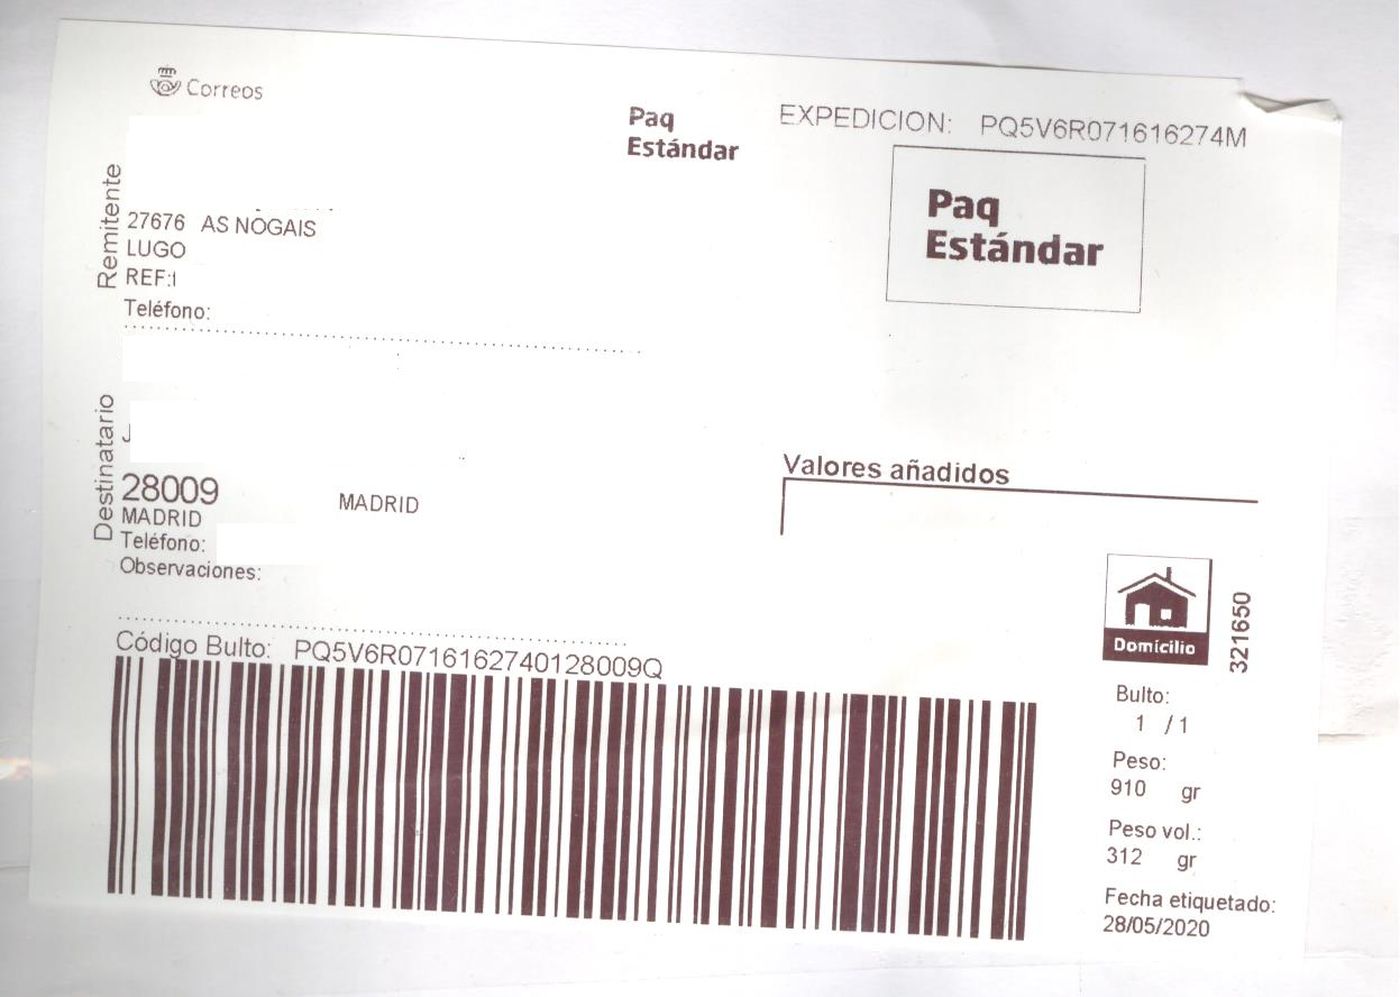 Correos
Paq
Estándar
EXPEDICION: PQ5V6R071616274M
Paq
Estándar
Remitente
27676 AS NOGAIS
LUGO
REF:
Teléfono:
Destinatario
28009 MADRID
MADRID
Teléfono:
Observaciones:
Valores añadidos
Domicilio
321650
Código Bulto: PQ5V6R0716162740128009Q
Bulto:
1 / 1
Peso:
910 gr
Peso vol.:
312 gr
Fecha etiquetado:
28/05/2020